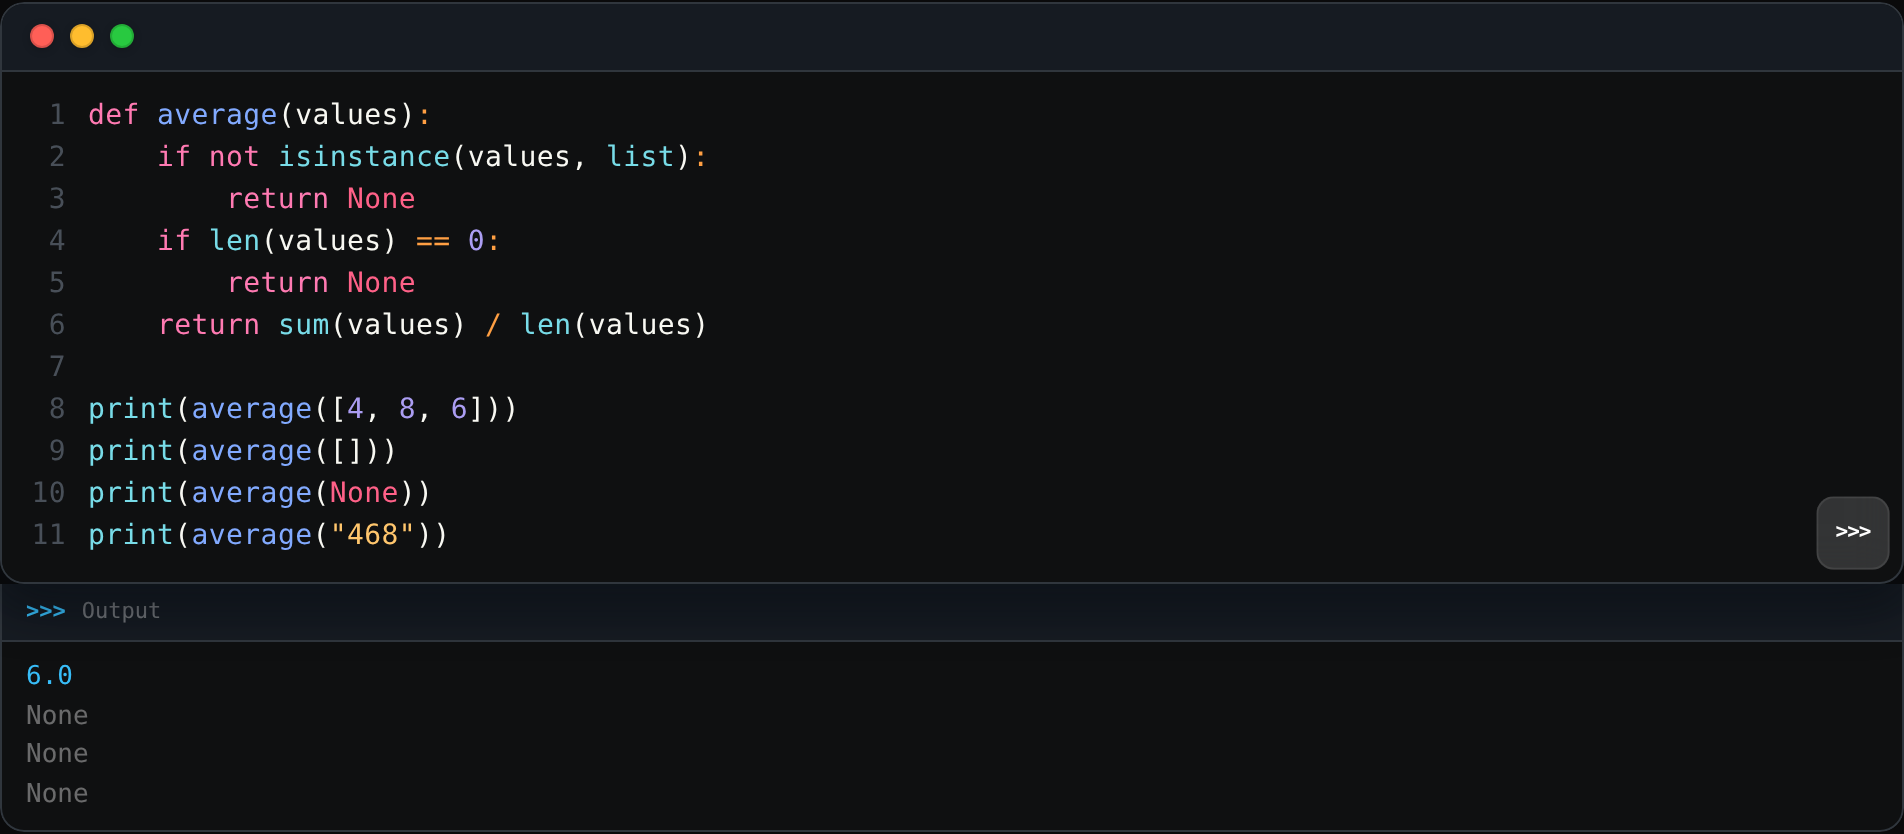 1 def average(values):
2     if not isinstance(values, list):
3         return None
4     if len(values) == 0:
5         return None
6     return sum(values) / len(values)
7
8 print(average([4, 8, 6]))
9 print(average([]))
10 print(average(None))
11 print(average("468"))
>>>
>>> Output
6.0
None
None
None